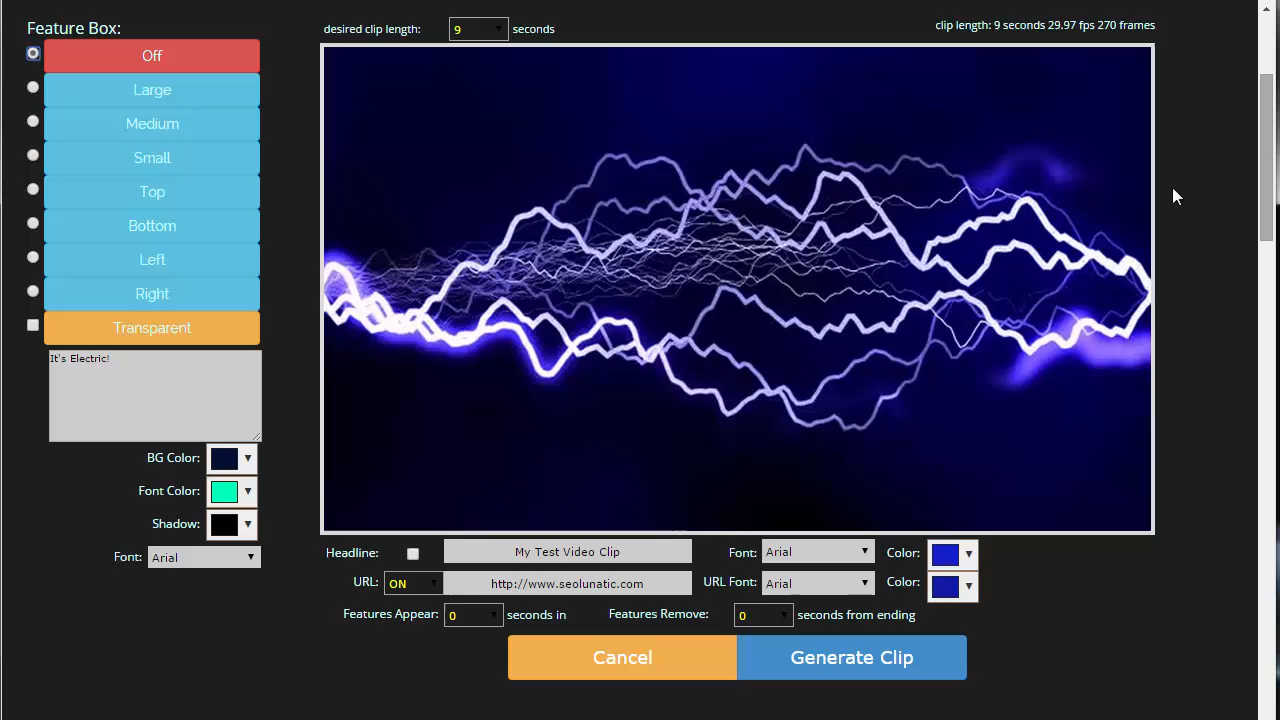 Feature Box:
desired clip length: 9 seconds
clip length: 9 seconds 29.97 fps 270 frames
Off
Large
Medium
Small
Top
Bottom
Left
Right
Transparent
It's Electric!
BG Color:
Font Color:
Shadow:
Font: Arial
Headline: My Test Video Clip Font: Arial Color:
URL: ON http://www.seolunatic.com URL Font: Arial Color:
Features Appear: 0 seconds in Features Remove: 0 seconds from ending
Cancel Generate Clip